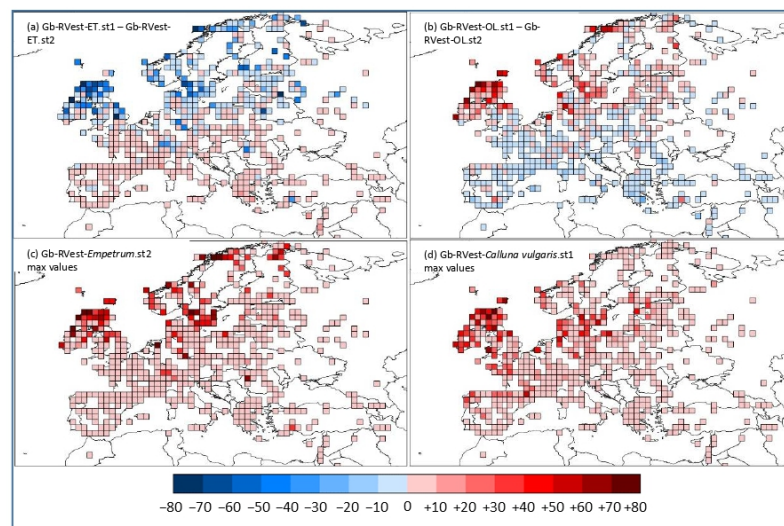 (a) Gb-RVest-ET.st1 – Gb-RVest-
ET.st2
(b) Gb-RVest-OL.st1 – Gb-
RVest-OL.st2
(c) Gb-RVest-Empetrum.st2
max values
(d) Gb-RVest-Calluna vulgaris.st1
max values
−80 −70 −60 −50 −40 −30 −20 −10 0 +10 +20 +30 +40 +50 +60 +70 +80